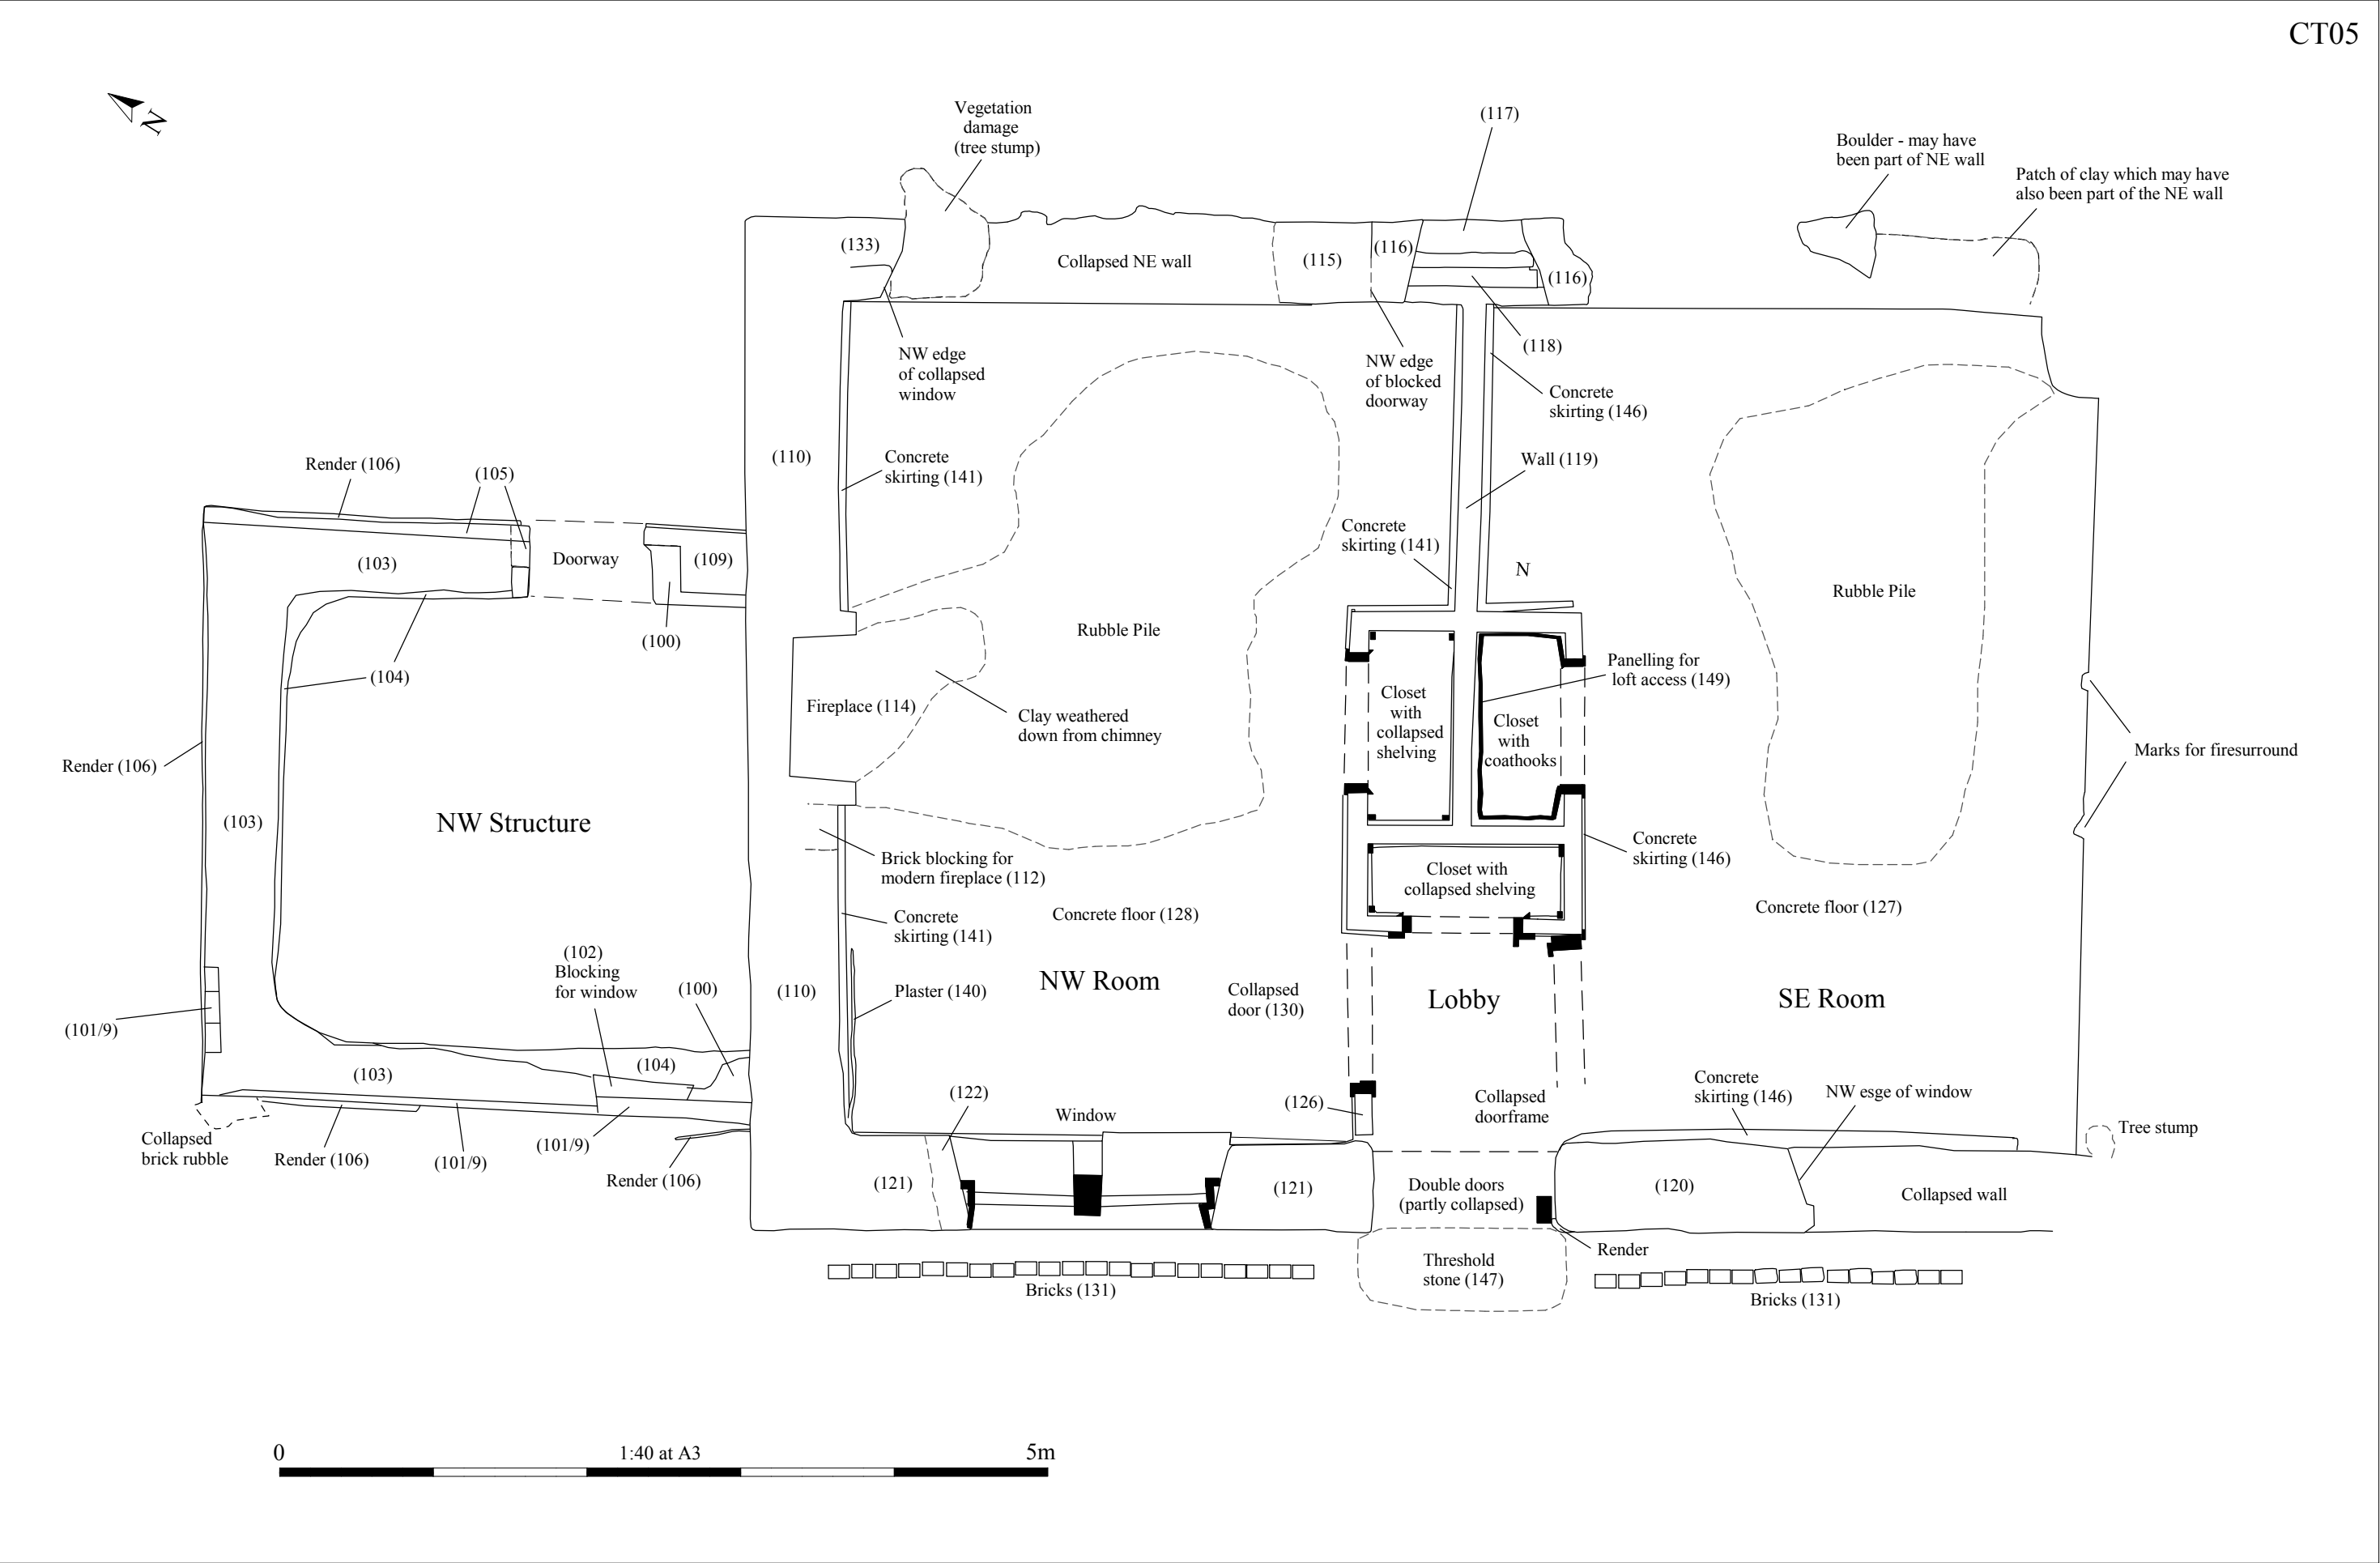 CT05
N
Vegetation
damage
(tree stump)
(117)
Boulder - may have
been part of NE wall
Patch of clay which may have
also been part of the NE wall
(133)
Collapsed NE wall
(115)
(116)
(116)
NW edge
of collapsed
window
NW edge
of blocked
doorway
(118)
Concrete
skirting (146)
Render (106)
(105)
(110)
Concrete
skirting (141)
Wall (119)
Concrete
skirting (141)
(103)
Doorway
(109)
N
Rubble Pile
(100)
Rubble Pile
(104)
Fireplace (114)
Clay weathered
down from chimney
Closet
with
collapsed
shelving
Closet
with
coathooks
Panelling for
loft access (149)
Marks for firesurround
Render (106)
(103)
NW Structure
Brick blocking for
modern fireplace (112)
Closet with
collapsed shelving
Concrete
skirting (146)
Concrete floor (128)
Concrete floor (127)
Concrete
skirting (141)
(102)
Blocking
for window
(100)
(110)
Plaster (140)
NW Room
Collapsed
door (130)
Lobby
SE Room
(101/9)
(103)
(104)
(122)
Window
(126)
Collapsed
doorframe
Concrete
skirting (146)
NW esge of window
Tree stump
Collapsed
brick rubble
Render (106)
(101/9)
(101/9)
Render (106)
(121)
(121)
Double doors
(partly collapsed)
(120)
Collapsed wall
Render
Threshold
stone (147)
Bricks (131)
Bricks (131)
0
1:40 at A3
5m